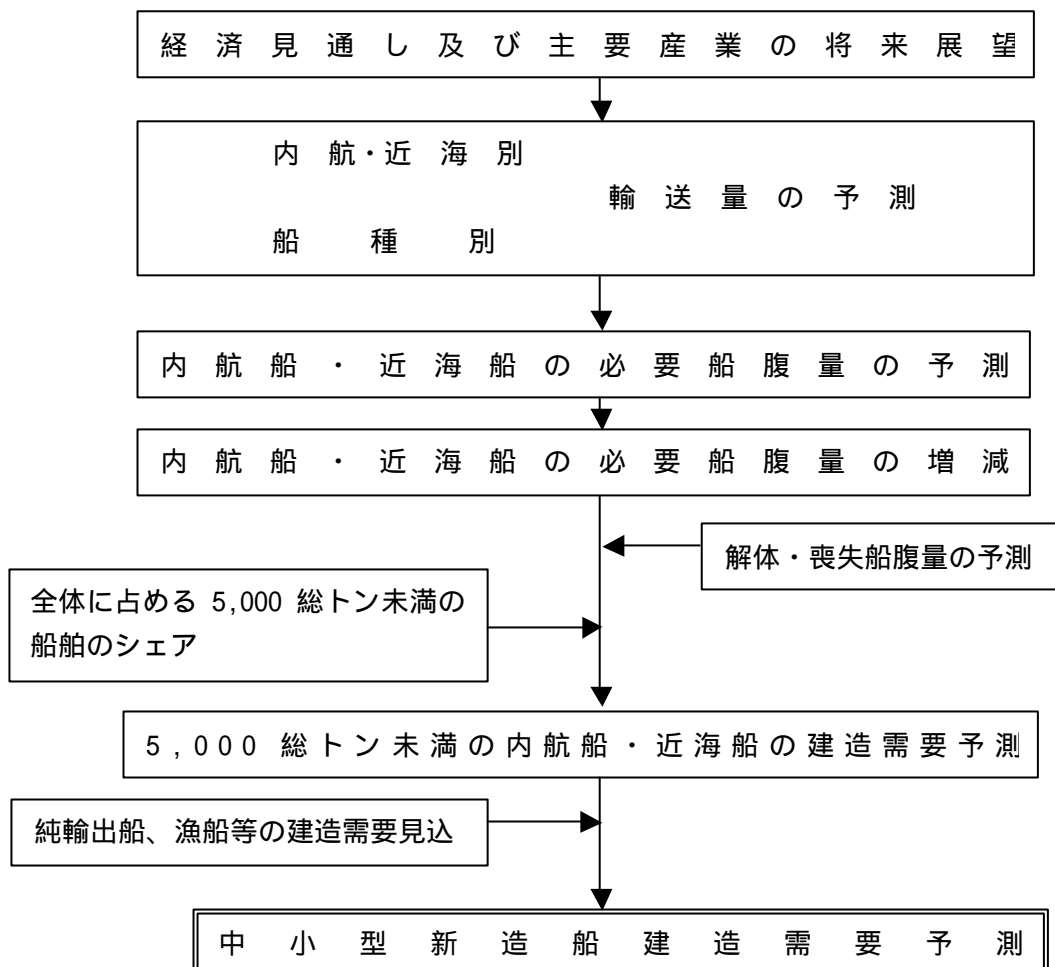 経済見通し及び主要産業の将来展望
内航・近海別
輸送量の予測
船種別
内航船・近海船の必要船腹量の予測
内航船・近海船の必要船腹量の増減
解体・喪失船腹量の予測
全体に占める 5,000 総トン未満の
船舶のシェア
5,000 総トン未満の内航船・近海船の建造需要予測
純輸出船、漁船等の建造需要見込
中小型新造船建造需要予測